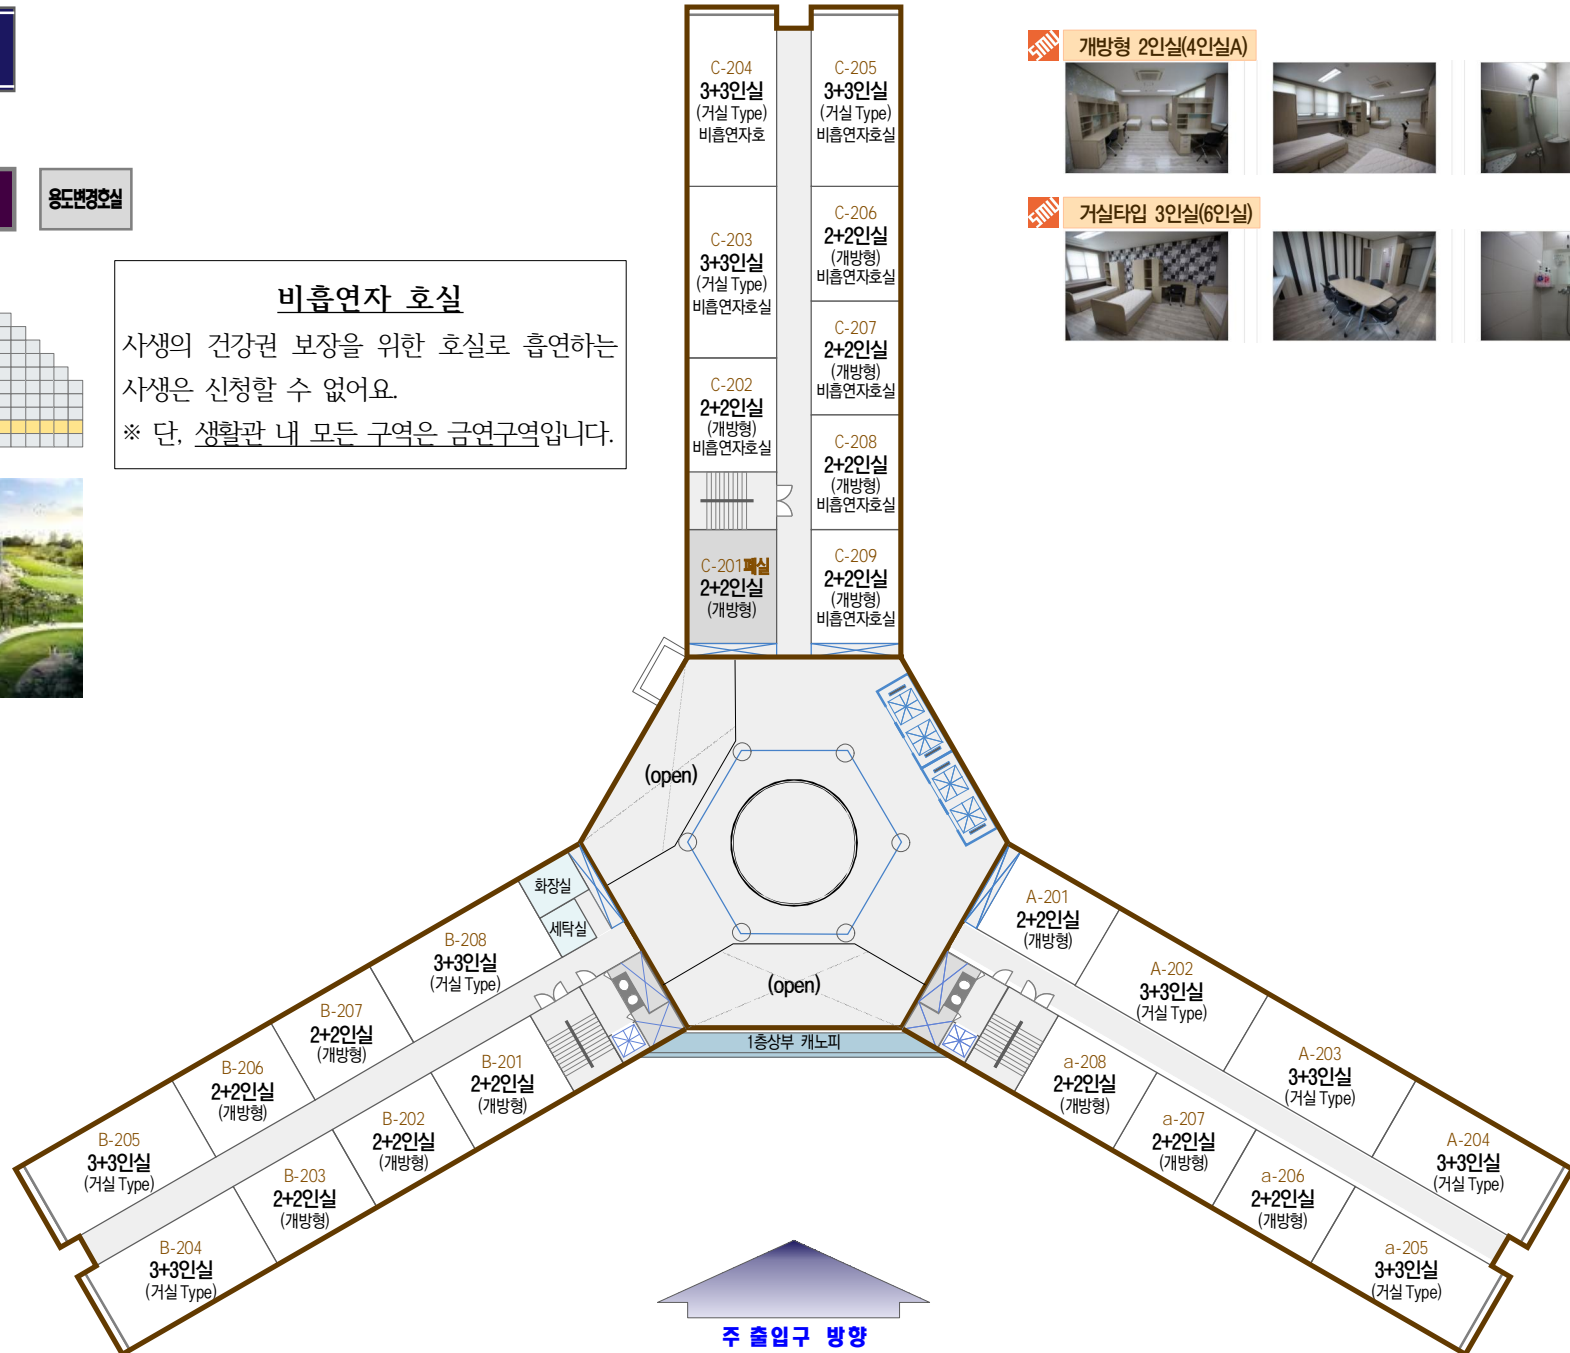 SMU 개방형 2인실(4인실A)
SMU 거실타입 3인실(6인실)
용도변경호실
비흡연자 호실
사생의 건강권 보장을 위한 호실로 흡연하는
사생은 신청할 수 없어요.
※ 단, 생활관 내 모든 구역은 금연구역입니다.
C-204
3+3인실
(거실 Type)
비흡연자호
C-205
3+3인실
(거실 Type)
비흡연자호실
C-203
3+3인실
(거실 Type)
비흡연자호실
C-206
2+2인실
(개방형)
비흡연자호실
C-207
2+2인실
(개방형)
비흡연자호실
C-202
2+2인실
(개방형)
비흡연자호실
C-208
2+2인실
(개방형)
비흡연자호실
C-201폐실
2+2인실
(개방형)
C-209
2+2인실
(개방형)
비흡연자호실
(open)
(open)
1층상부 캐노피
화장실
세탁실
B-208
3+3인실
(거실 Type)
B-207
2+2인실
(개방형)
B-206
2+2인실
(개방형)
B-205
3+3인실
(거실 Type)
B-201
2+2인실
(개방형)
B-202
2+2인실
(개방형)
B-203
2+2인실
(개방형)
B-204
3+3인실
(거실 Type)
A-201
2+2인실
(개방형)
A-202
3+3인실
(거실 Type)
A-203
3+3인실
(거실 Type)
A-204
3+3인실
(거실 Type)
a-208
2+2인실
(개방형)
a-207
2+2인실
(개방형)
a-206
2+2인실
(개방형)
a-205
3+3인실
(거실 Type)
주 출입구 방향